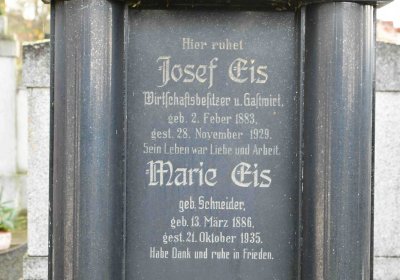 Hier ruhet
Josef Eis
Wirtschaftsbesitzer u. Gastwirt.
geb. 2. Feber 1883,
gest. 28. November 1929.
Sein Leben war Liebe und Arbeit.
Marie Eis
geb. Schneider,
geb. 13. März 1886,
gest. 21. Oktober 1935.
Habe Dank und ruhe in Frieden.